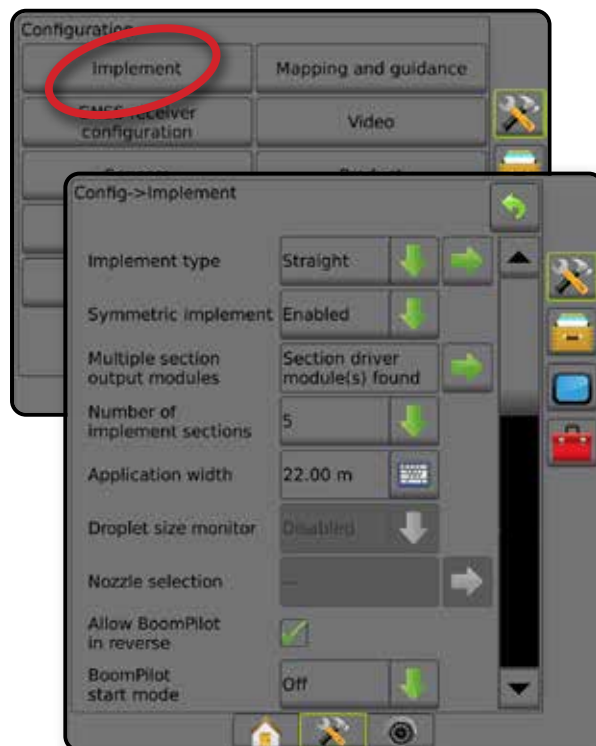 Configuration
Implement
Mapping and guidance
GNSS receiver
configuration
Video
Config->Implement
Implement type
Straight
Symmetric implement
Enabled
Multiple section
output modules
Section driver
module(s) found
Number of
implement sections
5
Application width
22.00 m
Droplet size monitor
Disabled
Nozzle selection
---
Allow BoomPilot
in reverse
BoomPilot
start mode
Off